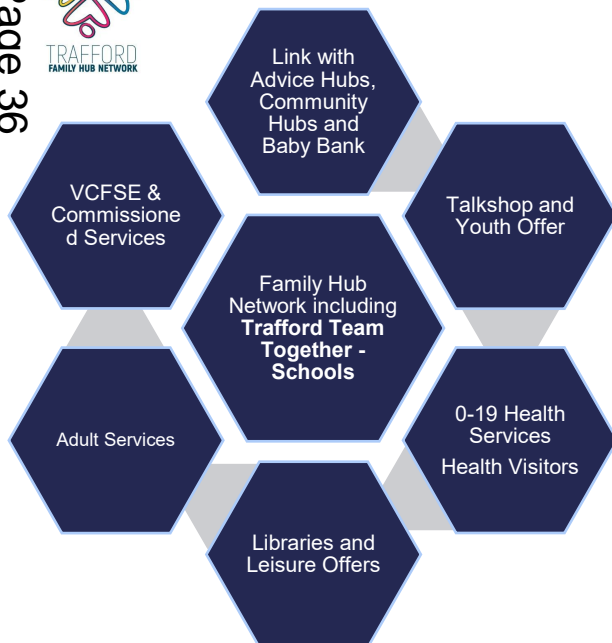 Page 36
TRAFFORD
FAMILY HUB NETWORK
Link with
Advice Hubs,
Community
Hubs and
Baby Bank
VCFSE &
Commissione
d Services
Talkshop and
Youth Offer
Family Hub
Network including
Trafford Team
Together -
Schools
Adult Services
0-19 Health
Services
Health Visitors
Libraries and
Leisure Offers